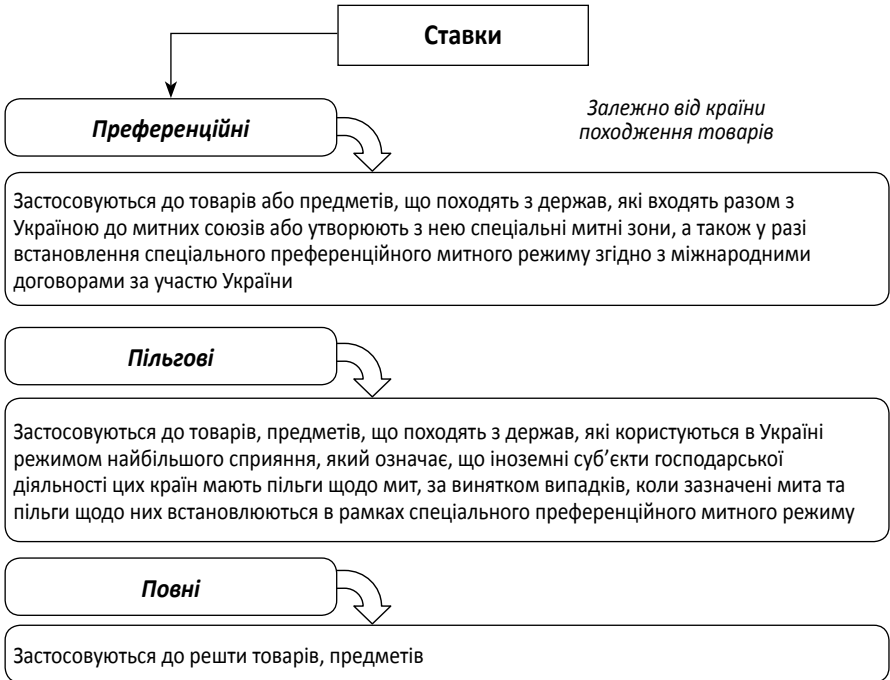 Ставки
Залежно від країни
походження товарів
Преференційні
Застосовуються до товарів або предметів, що походять з держав, які входять разом з
Україною до митних союзів або утворюють з нею спеціальні митні зони, а також у разі
встановлення спеціального преференційного митного режиму згідно з міжнародними
договорами за участю України
Пільгові
Застосовуються до товарів, предметів, що походять з держав, які користуються в Україні
режимом найбільшого сприяння, який означає, що іноземні суб’єкти господарської
діяльності цих країн мають пільги щодо мит, за винятком випадків, коли зазначені мита та
пільги щодо них встановлюються в рамках спеціального преференційного митного режиму
Повні
Застосовуються до решти товарів, предметів